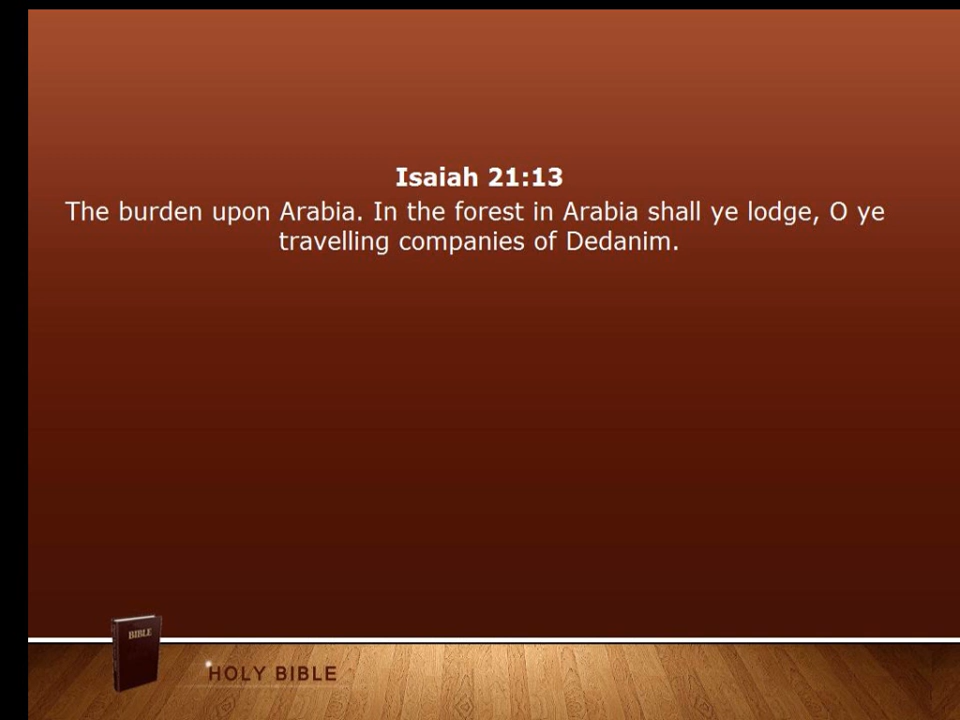 Isaiah 21:13
The burden upon Arabia. In the forest in Arabia shall ye lodge, O ye
travelling companies of Dedanim.
BIBLE
HOLY BIBLE